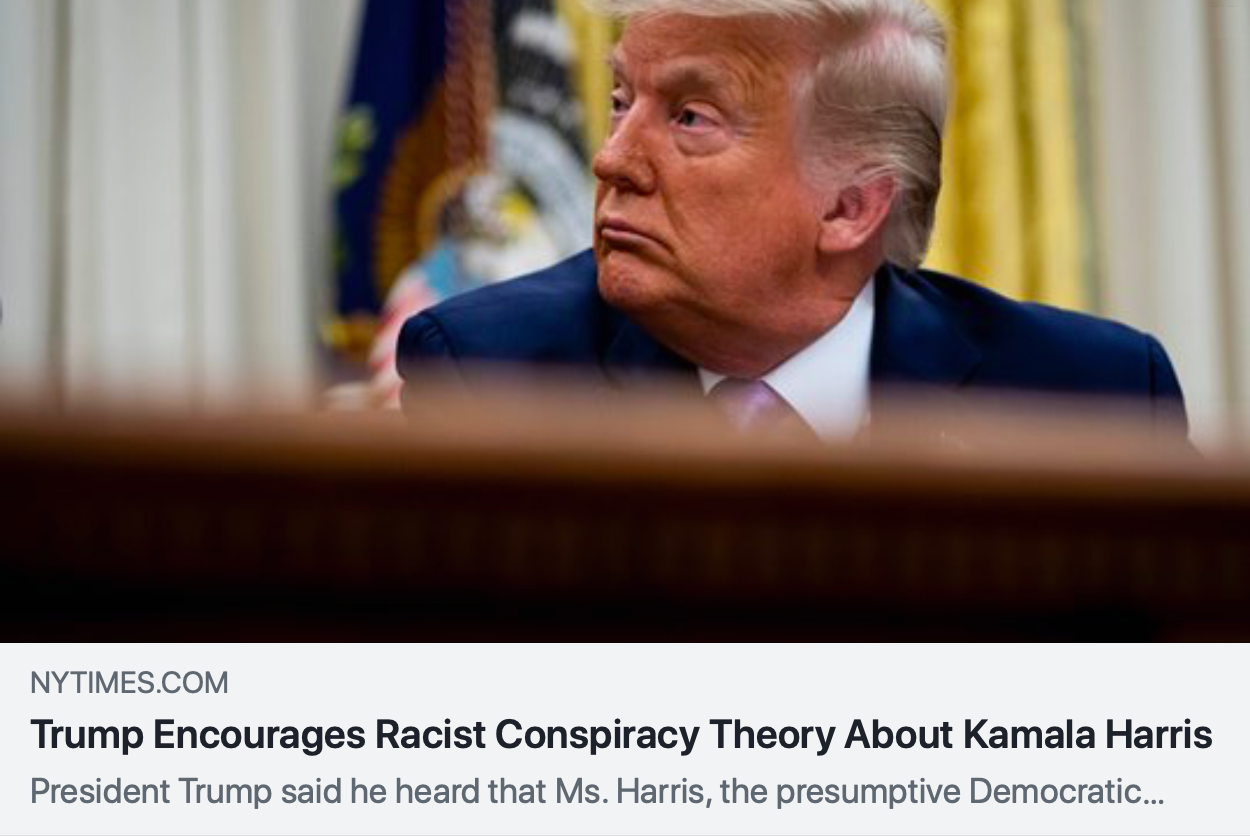 NYTIMES.COM
Trump Encourages Racist Conspiracy Theory About Kamala Harris
President Trump said he heard that Ms. Harris, the presumptive Democratic...